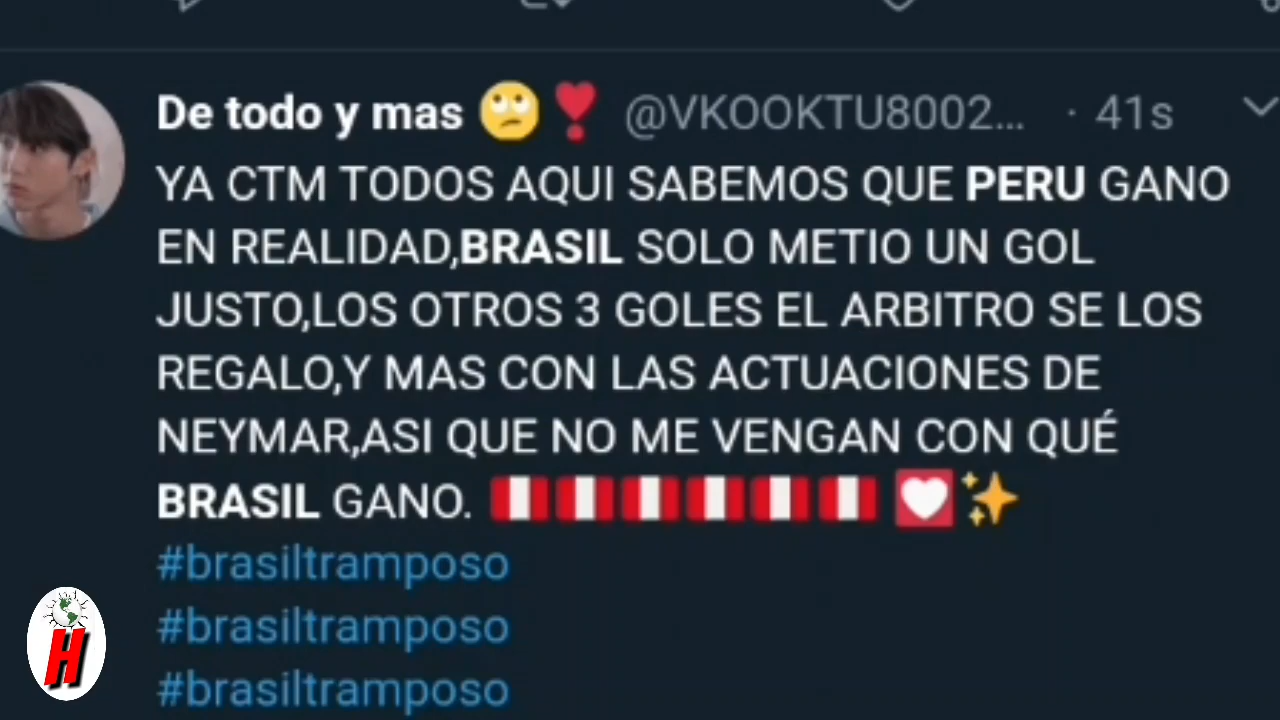 De todo y mas 🙄❣️ @VKOOKTU8002... · 41s
YA CTM TODOS AQUI SABEMOS QUE PERU GANO
EN REALIDAD,BRASIL SOLO METIO UN GOL
JUSTO,LOS OTROS 3 GOLES EL ARBITRO SE LOS
REGALO,Y MAS CON LAS ACTUACIONES DE
NEYMAR,ASI QUE NO ME VENGAN CON QUÉ
BRASIL GANO. 🇵🇪🇵🇪🇵🇪🇵🇪🇵🇪🇵🇪 💟✨
#brasiltramposo
#brasiltramposo
#brasiltramposo
H